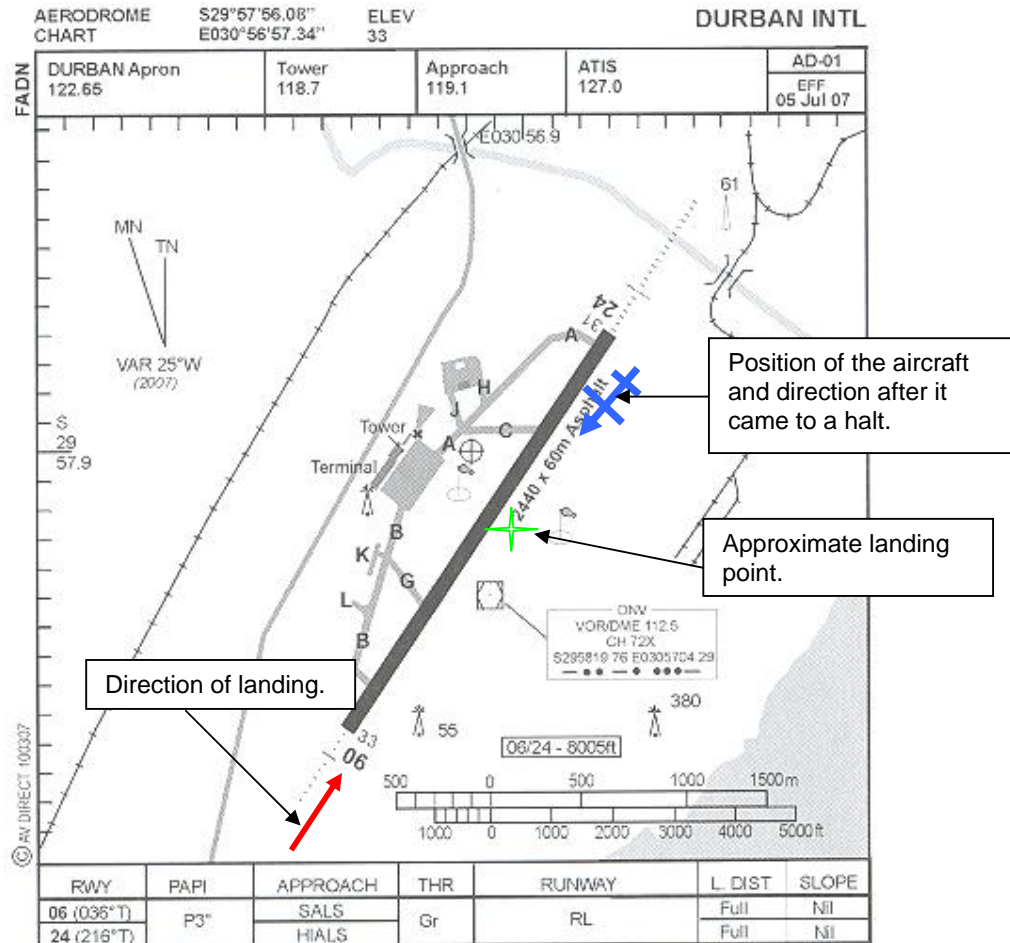 AERODROME CHART
S29°57'56.08"
E030°56'57.34"
ELEV
33
DURBAN INTL
FADN
DURBAN Apron
122.65
Tower
118.7
Approach
119.1
ATIS
127.0
AD-01
EFF
05 Jul 07
E030 56.9
61
MN
TN
VAR 25°W
(2007)
24
31
A
H
J
A
C
Tower
Terminal
S
29
57.9
2440 x 60m Asphalt
Position of the aircraft
and direction after it
came to a halt.
B
K
G
L
B
Approximate landing
point.
DNV
VOR/DME 112.5
CH 72X
S295819 76 E0305704 29
Direction of landing.
33
06
55
380
06/24 - 8005ft
500 0 500 1000 1500m
1000 0 1000 2000 3000 4000 5000ft
© AV DIRECT 100307
RWY PAPI APPROACH THR RUNWAY L. DIST SLOPE
06 (036°T) P3° SALS Gr RL Full Nil
24 (216°T) HIALS Full Nil